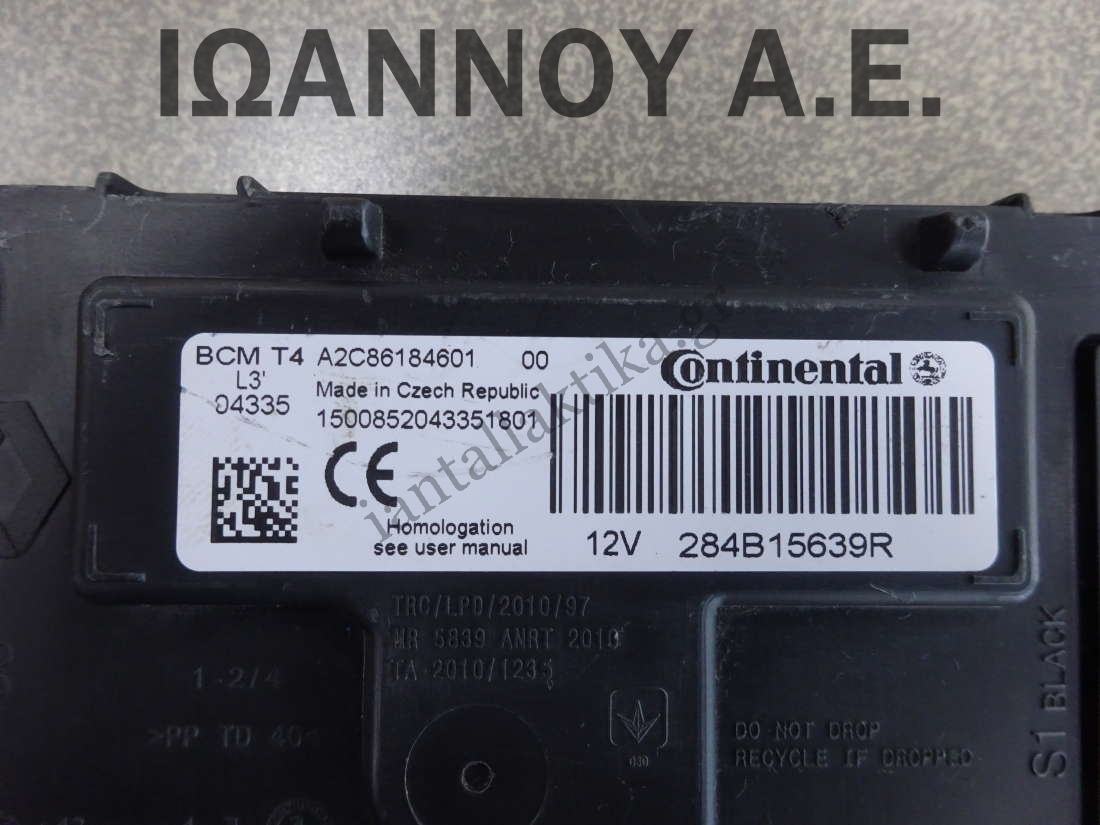 ΙΩΑΝΝΟΥ Α.Ε.
BCM T4 A2C86184601 00
L3'
04335
Made in Czech Republic
1500852043351801
Continental
CE
Homologation
see user manual
12V 284B15639R
iantallaktika.gr
TRC/LPD/2010/97
MR 5839 ANRT 2010
TA-2010/1235
1-2/4
>PP TD 40<
030
DO NOT DROP
RECYCLE IF DROPPED
S1 BLACK